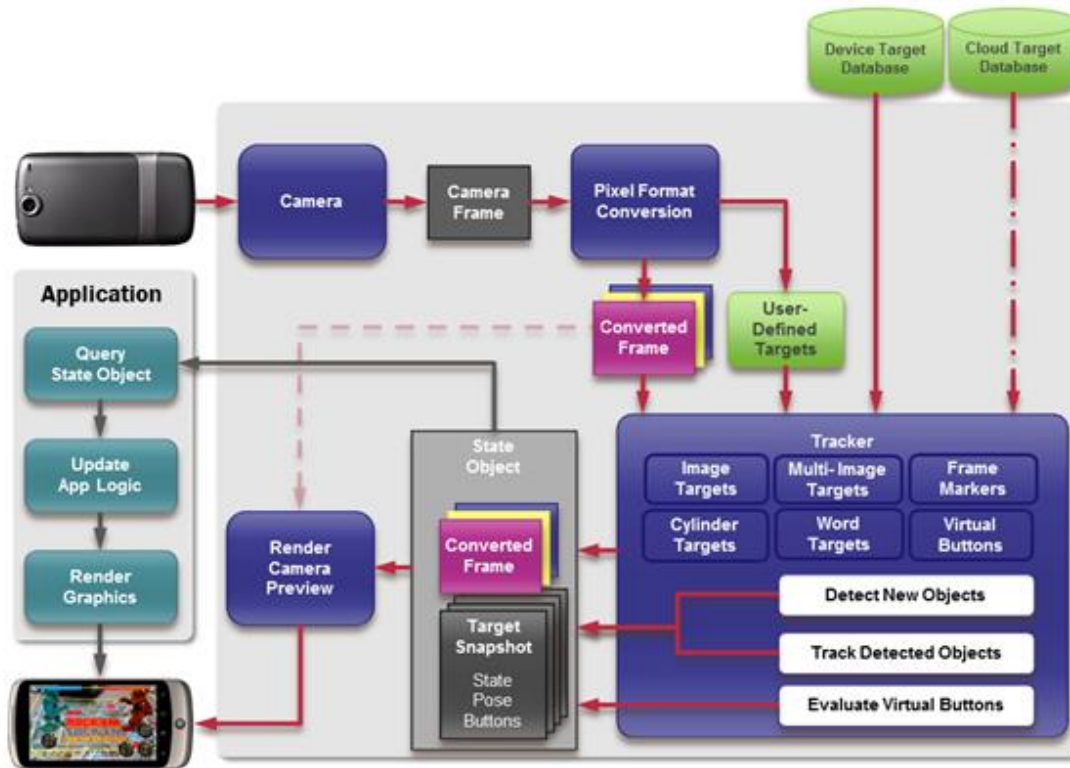 Device Target
Database
Cloud Target
Database
Camera
Camera
Frame
Pixel Format
Conversion
Application
Query
State Object
Update
App Logic
Render
Graphics
Converted
Frame
User-
Defined
Targets
State
Object
Converted
Frame
Target
Snapshot
State
Pose
Buttons
Render
Camera
Preview
Tracker
Image
Targets
Multi-Image
Targets
Frame
Markers
Cylinder
Targets
Word
Targets
Virtual
Buttons
Detect New Objects
Track Detected Objects
Evaluate Virtual Buttons